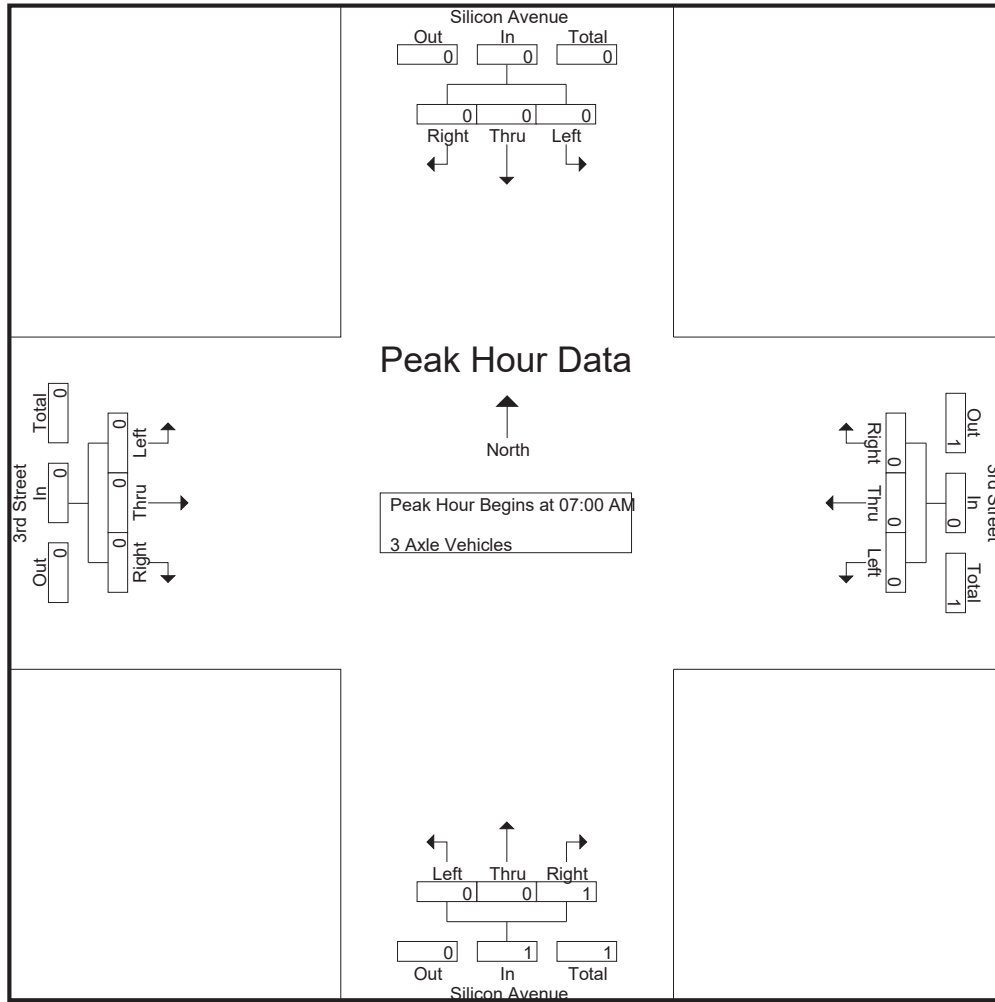 Silicon Avenue
Out In Total
0 0 0
0 0 0
Right Thru Left
Peak Hour Data
North
Peak Hour Begins at 07:00 AM
3 Axle Vehicles
3rd Street
Total In Out
0 0 0
0 0 0
Left Thru Right
Right Thru Left
0 0 0
1 0 1
Out In Total
3rd Street
Left Thru Right
0 0 1
0 1 1
Out In Total
Silicon Avenue